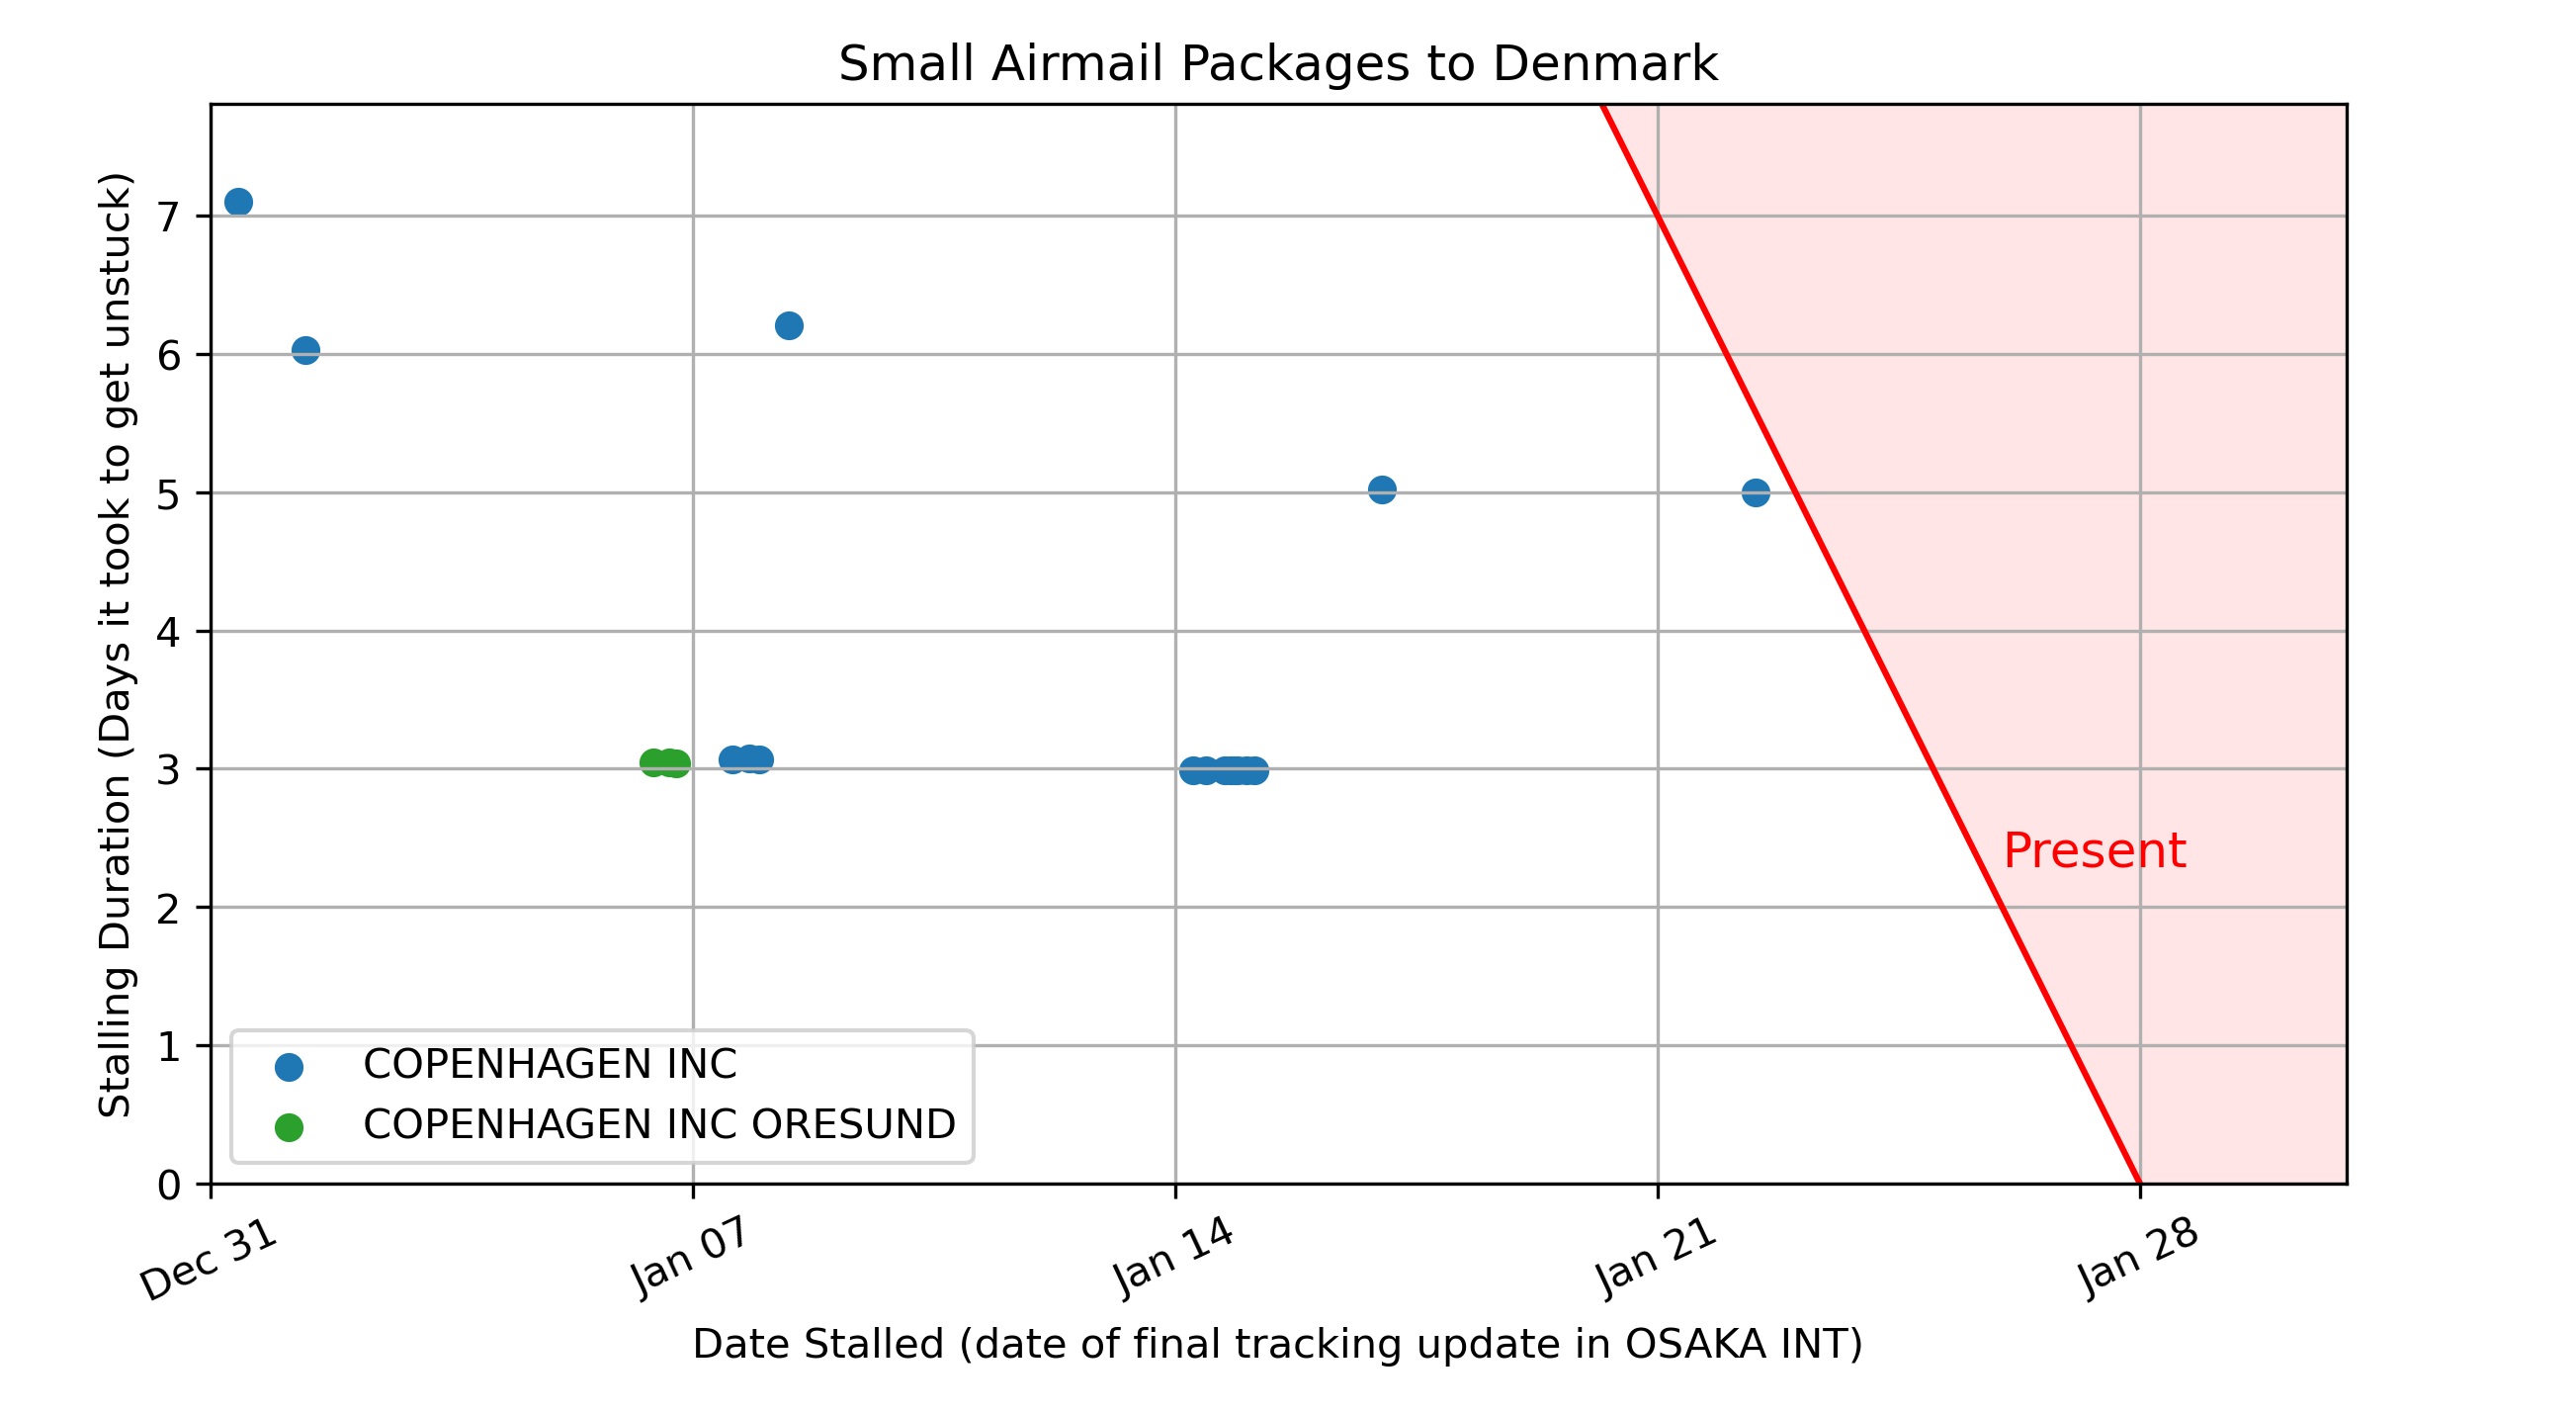 Small Airmail Packages to Denmark
Stalling Duration (Days it took to get unstuck)
7
6
5
4
3
2
1
0
Present
COPENHAGEN INC
COPENHAGEN INC ORESUND
Dec 31
Jan 07
Jan 14
Jan 21
Jan 28
Date Stalled (date of final tracking update in OSAKA INT)